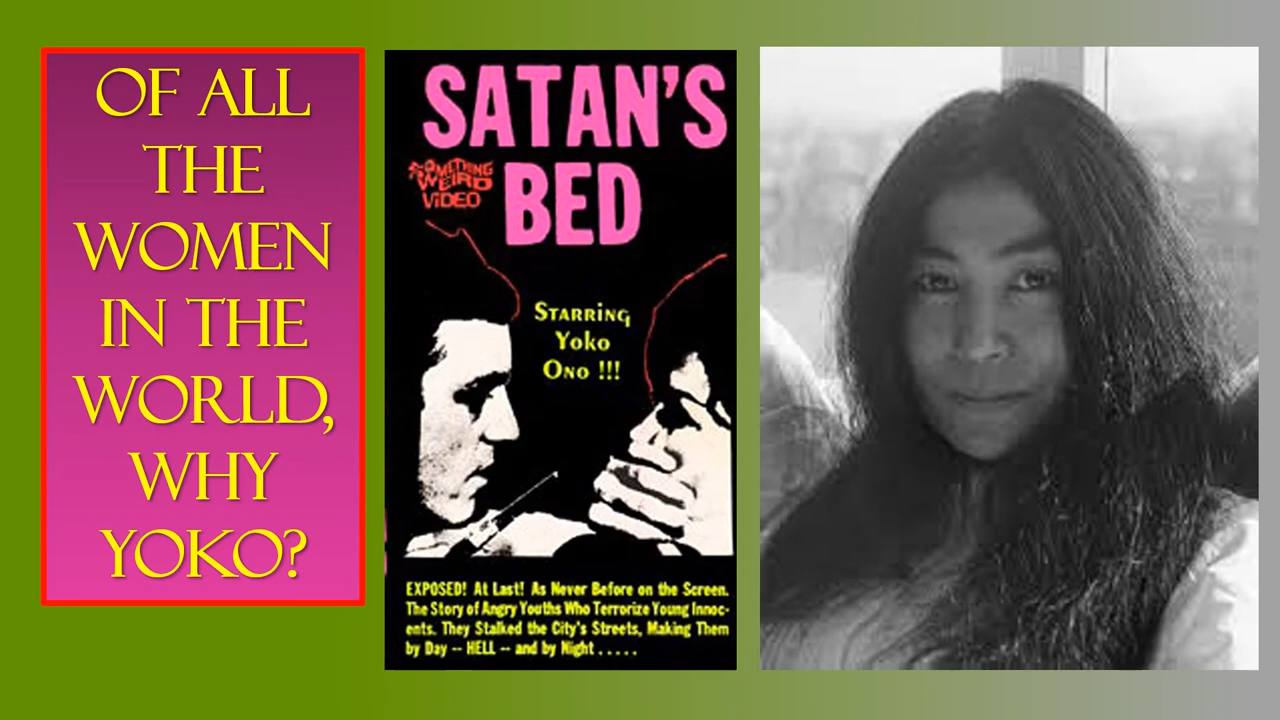 OF ALL
THE
WOMEN
IN THE
WORLD,
WHY
YOKO?
SATAN'S
BED
SOMETHING
WEIRD
VIDEO
STARRING
YOKO
ONO !!!
EXPOSED! At Last! As Never Before on the Screen.
The Story of Angry Youths Who Terrorize Young Innoc-
ents. They Stalked the City's Streets, Making Them
by Day -- HELL -- and by Night . . . . .